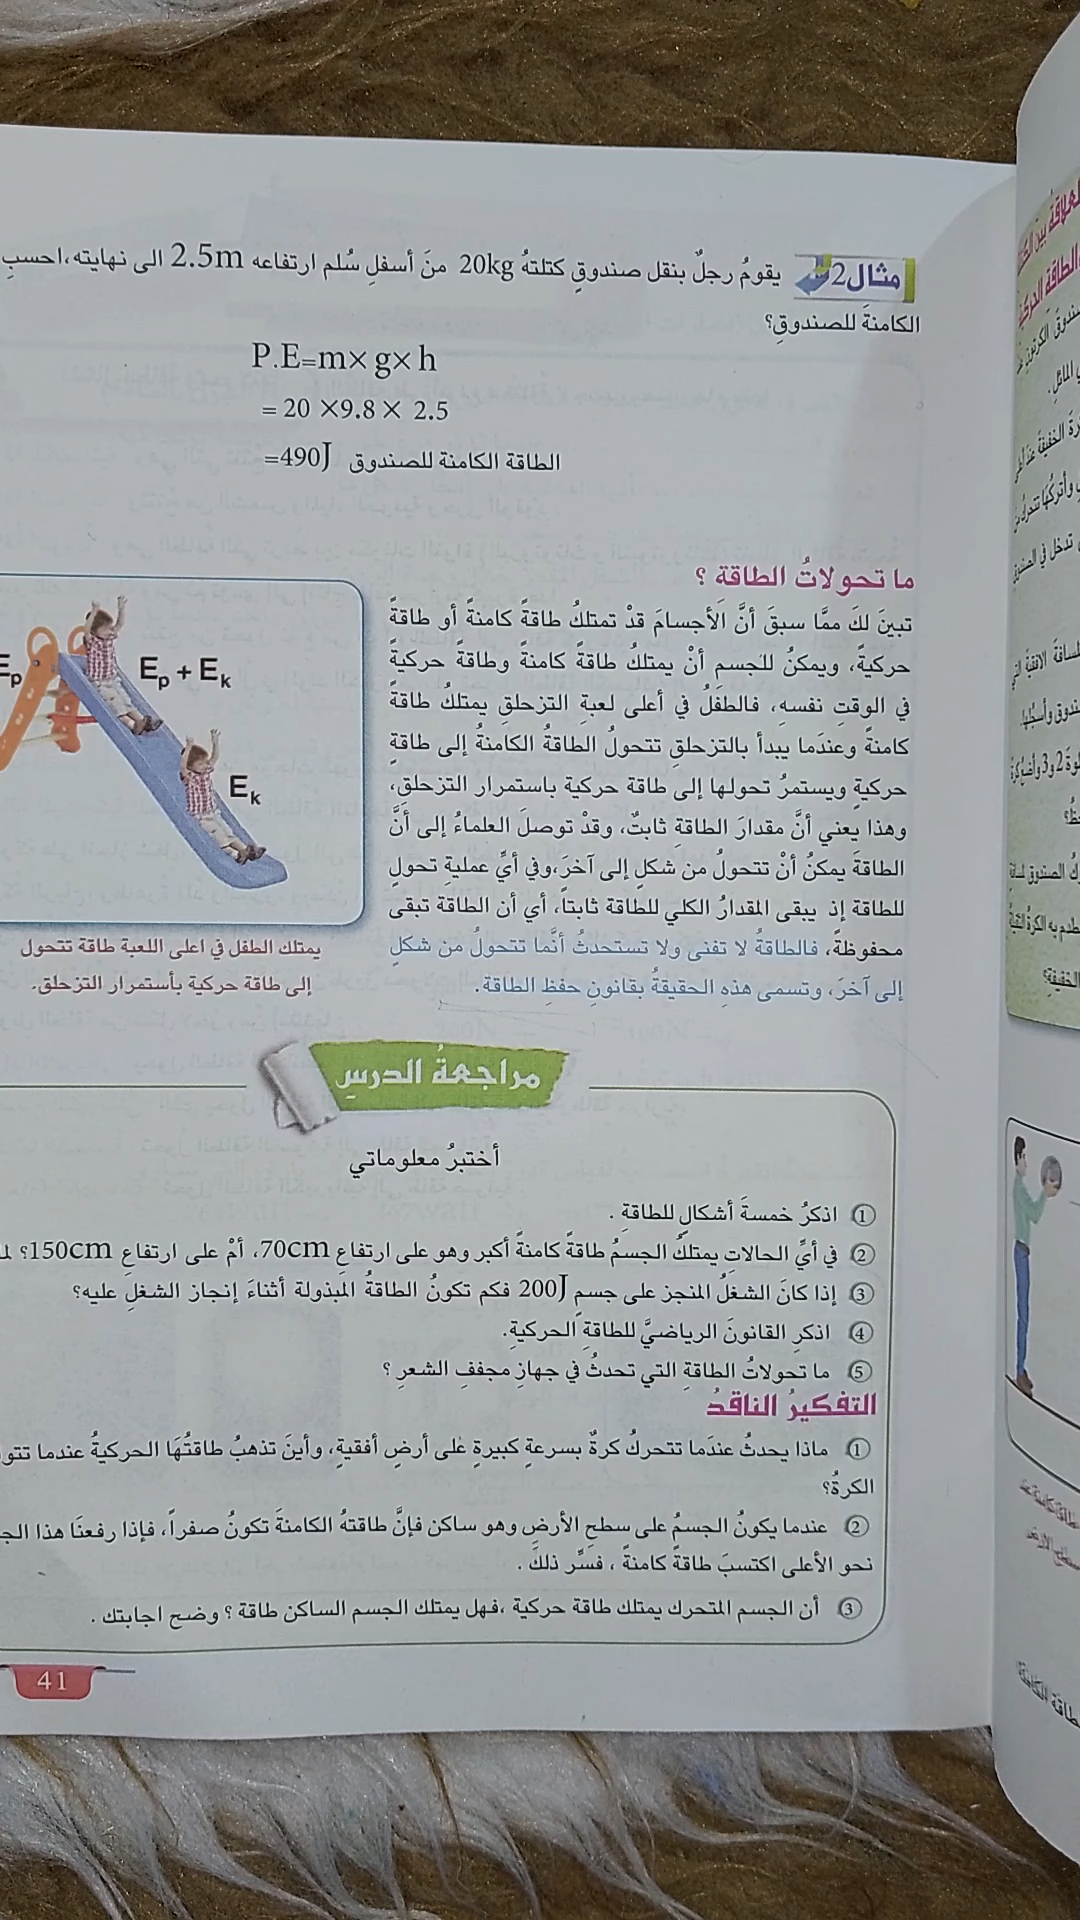 مثال2 يقومُ رجلٌ بنقل صندوقٍ كتلتهُ 20kg منَ أسفلِ سُلم ارتفاعه 2.5m الى نهايته،احسبِ
الكامنةَ للصندوقِ؟
P.E=m× g× h
= 20 ×9.8 × 2.5
الطاقة الكامنة للصندوق =490J
ما تحولاتُ الطاقة ؟
تبينَ لكَ ممَّا سبقَ أنَّ الأجسامَ قدْ تمتلكُ طاقةً كامنةً أو طاقةً
حركيةً، ويمكنُ للجسم أنْ يمتلكُ طاقةً كامنةً وطاقةً حركيةً
في الوقتِ نفسهِ، فالطفلُ في أعلى لعبةِ التزحلقِ يمتلكُ طاقةً
كامنةً وعندَما يبدأ بالتزحلقِ تتحولُ الطاقةُ الكامنةُ إلى طاقةٍ
حركيةٍ ويستمرُ تحولها إلى طاقة حركية باستمرار التزحلق،
وهذا يعني أنَّ مقدارَ الطاقةِ ثابتٌ، وقدْ توصلَ العلماءُ إلى أنَّ
الطاقةَ يمكنُ أنْ تتحولُ من شكلٍ إلى آخرَ،وفي أيِّ عمليةِ تحولٍ
للطاقة إذ يبقى المقدارُ الكلي للطاقة ثابتاً، أي أن الطاقة تبقى
محفوظةً، فالطاقةُ لا تفنى ولا تستحدثُ أنَّما تتحولُ من شكلٍ
إلى آخرَ، وتسمى هذهِ الحقيقةُ بقانونِ حفظِ الطاقة.
Ep
Ep + Ek
Ek
يمتلك الطفل في اعلى اللعبة طاقة تتحول
إلى طاقة حركية بأستمرار التزحلق.
مراجعةُ الدرسِ
أختبرُ معلوماتي
① اذكرُ خمسةَ أشكالٍ للطاقةِ .
② في أيِّ الحالاتِ يمتلكُ الجسمُ طاقةً كامنةً أكبر وهو على ارتفاعِ 70cm، أمْ على ارتفاعِ 150cm؟
③ إذا كانَ الشغلُ المنجز على جسمٍ 200J فكم تكونُ الطاقةُ المبذولة أثناءَ إنجاز الشغلِ عليه؟
④ اذكرِ القانونَ الرياضيَّ للطاقةِ الحركيةِ.
⑤ ما تحولاتُ الطاقةِ التي تحدثُ في جهازِ مجففِ الشعرِ ؟
التفكيرُ الناقدُ
① ماذا يحدثُ عندَما تتحركُ كرةٌ بسرعةٍ كبيرةٍ على أرضٍ أفقيةٍ، وأينَ تذهبُ طاقتُهَا الحركيةُ عندما
الكرةُ؟
② عندما يكونُ الجسمُ على سطحِ الأرضِ وهو ساكن فإنَّ طاقتهُ الكامنةَ تكونُ صفراً، فإذا رفعنَا هذا
نحو الأعلى اكتسبَ طاقةً كامنةً ، فسِّر ذلكَ .
③ أن الجسم المتحرك يمتلك طاقة حركية ،فهل يمتلك الجسم الساكن طاقة ؟ وضح اجابتك .
41